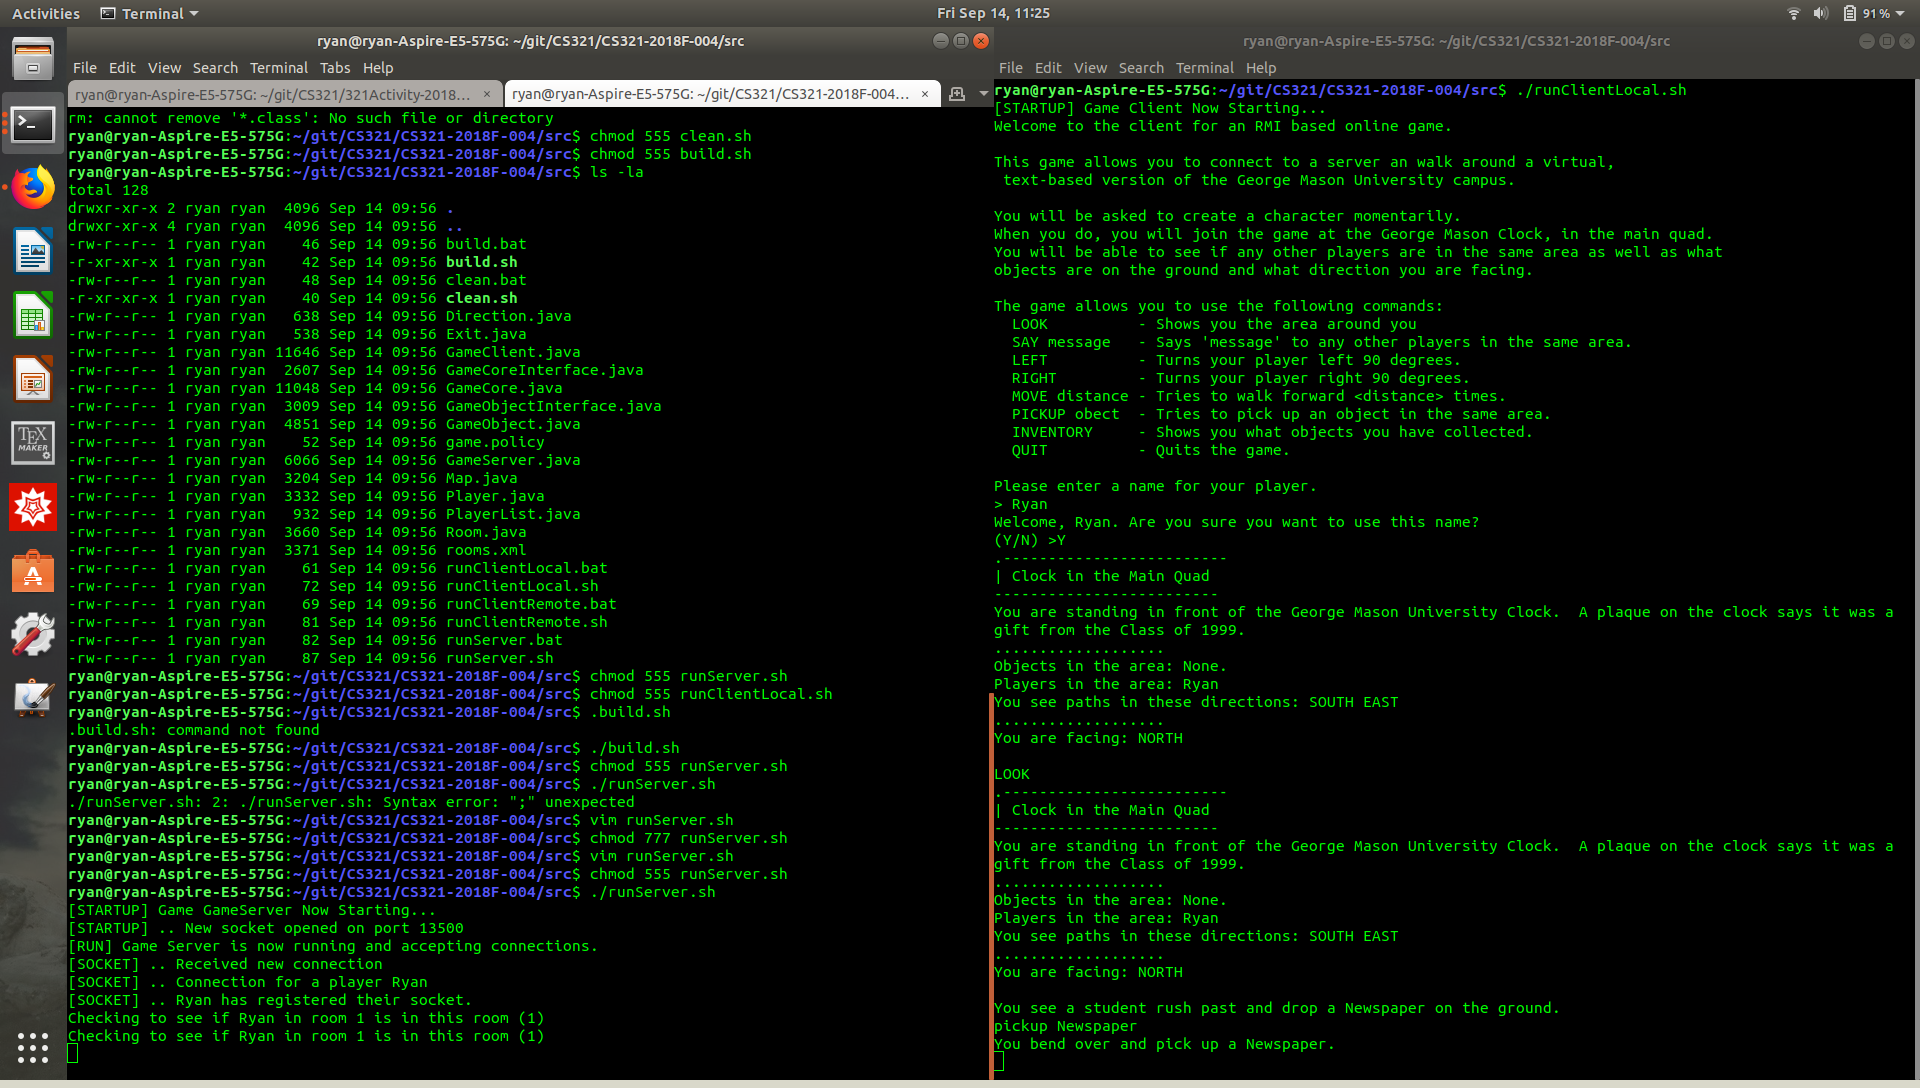 Activities
Terminal
Fri Sep 14, 11:25
91%
ryan@ryan-Aspire-E5-575G: ~/git/CS321/CS321-2018F-004/src
File Edit View Search Terminal Tabs Help
ryan@ryan-Aspire-E5-575G: ~/git/CS321/321Activity-2018... ×
ryan@ryan-Aspire-E5-575G: ~/git/CS321/CS321-2018F-004... ×
rm: cannot remove '*.class': No such file or directory
ryan@ryan-Aspire-E5-575G:~/git/CS321/CS321-2018F-004/src$ chmod 555 clean.sh
ryan@ryan-Aspire-E5-575G:~/git/CS321/CS321-2018F-004/src$ chmod 555 build.sh
ryan@ryan-Aspire-E5-575G:~/git/CS321/CS321-2018F-004/src$ ls -la
total 128
drwxr-xr-x 2 ryan ryan  4096 Sep 14 09:56 .
drwxr-xr-x 4 ryan ryan  4096 Sep 14 09:56 ..
-rw-r--r-- 1 ryan ryan    46 Sep 14 09:56 build.bat
-r-xr-xr-x 1 ryan ryan    42 Sep 14 09:56 build.sh
-rw-r--r-- 1 ryan ryan    48 Sep 14 09:56 clean.bat
-r-xr-xr-x 1 ryan ryan    40 Sep 14 09:56 clean.sh
-rw-r--r-- 1 ryan ryan   638 Sep 14 09:56 Direction.java
-rw-r--r-- 1 ryan ryan   538 Sep 14 09:56 Exit.java
-rw-r--r-- 1 ryan ryan 11646 Sep 14 09:56 GameClient.java
-rw-r--r-- 1 ryan ryan  2607 Sep 14 09:56 GameCoreInterface.java
-rw-r--r-- 1 ryan ryan 11048 Sep 14 09:56 GameCore.java
-rw-r--r-- 1 ryan ryan  3009 Sep 14 09:56 GameObjectInterface.java
-rw-r--r-- 1 ryan ryan  4851 Sep 14 09:56 GameObject.java
-rw-r--r-- 1 ryan ryan    52 Sep 14 09:56 game.policy
-rw-r--r-- 1 ryan ryan  6066 Sep 14 09:56 GameServer.java
-rw-r--r-- 1 ryan ryan  3204 Sep 14 09:56 Map.java
-rw-r--r-- 1 ryan ryan  3332 Sep 14 09:56 Player.java
-rw-r--r-- 1 ryan ryan   932 Sep 14 09:56 PlayerList.java
-rw-r--r-- 1 ryan ryan  3660 Sep 14 09:56 Room.java
-rw-r--r-- 1 ryan ryan  3371 Sep 14 09:56 rooms.xml
-rw-r--r-- 1 ryan ryan    61 Sep 14 09:56 runClientLocal.bat
-rw-r--r-- 1 ryan ryan    72 Sep 14 09:56 runClientLocal.sh
-rw-r--r-- 1 ryan ryan    69 Sep 14 09:56 runClientRemote.bat
-rw-r--r-- 1 ryan ryan    81 Sep 14 09:56 runClientRemote.sh
-rw-r--r-- 1 ryan ryan    82 Sep 14 09:56 runServer.bat
-rw-r--r-- 1 ryan ryan    87 Sep 14 09:56 runServer.sh
ryan@ryan-Aspire-E5-575G:~/git/CS321/CS321-2018F-004/src$ chmod 555 runServer.sh
ryan@ryan-Aspire-E5-575G:~/git/CS321/CS321-2018F-004/src$ chmod 555 runClientLocal.sh
ryan@ryan-Aspire-E5-575G:~/git/CS321/CS321-2018F-004/src$ .build.sh
.build.sh: command not found
ryan@ryan-Aspire-E5-575G:~/git/CS321/CS321-2018F-004/src$ ./build.sh
ryan@ryan-Aspire-E5-575G:~/git/CS321/CS321-2018F-004/src$ chmod 555 runServer.sh
ryan@ryan-Aspire-E5-575G:~/git/CS321/CS321-2018F-004/src$ ./runServer.sh
./runServer.sh: 2: ./runServer.sh: Syntax error: ";" unexpected
ryan@ryan-Aspire-E5-575G:~/git/CS321/CS321-2018F-004/src$ vim runServer.sh
ryan@ryan-Aspire-E5-575G:~/git/CS321/CS321-2018F-004/src$ chmod 777 runServer.sh
ryan@ryan-Aspire-E5-575G:~/git/CS321/CS321-2018F-004/src$ vim runServer.sh
ryan@ryan-Aspire-E5-575G:~/git/CS321/CS321-2018F-004/src$ chmod 555 runServer.sh
ryan@ryan-Aspire-E5-575G:~/git/CS321/CS321-2018F-004/src$ ./runServer.sh
[STARTUP] Game GameServer Now Starting...
[STARTUP] .. New socket opened on port 13500
[RUN] Game Server is now running and accepting connections.
[SOCKET] .. Received new connection
[SOCKET] .. Connection for a player Ryan
[SOCKET] .. Ryan has registered their socket.
Checking to see if Ryan in room 1 is in this room (1)
Checking to see if Ryan in room 1 is in this room (1)
ryan@ryan-Aspire-E5-575G: ~/git/CS321/CS321-2018F-004/src
File Edit View Search Terminal Help
ryan@ryan-Aspire-E5-575G:~/git/CS321/CS321-2018F-004/src$ ./runClientLocal.sh
[STARTUP] Game Client Now Starting...
Welcome to the client for an RMI based online game.
This game allows you to connect to a server an walk around a virtual,
text-based version of the George Mason University campus.
You will be asked to create a character momentarily.
When you do, you will join the game at the George Mason Clock, in the main quad.
You will be able to see if any other players are in the same area as well as what
objects are on the ground and what direction you are facing.
The game allows you to use the following commands:
LOOK          - Shows you the area around you
SAY message   - Says 'message' to any other players in the same area.
LEFT          - Turns your player left 90 degrees.
RIGHT         - Turns your player right 90 degrees.
MOVE distance - Tries to walk forward <distance> times.
PICKUP obect  - Tries to pick up an object in the same area.
INVENTORY     - Shows you what objects you have collected.
QUIT          - Quits the game.
Please enter a name for your player.
> Ryan
Welcome, Ryan. Are you sure you want to use this name?
(Y/N) >Y
.-------------------------
| Clock in the Main Quad
-------------------------
You are standing in front of the George Mason University Clock.  A plaque on the clock says it was a
gift from the Class of 1999.
...................
Objects in the area: None.
Players in the area: Ryan
You see paths in these directions: SOUTH EAST
...................
You are facing: NORTH
LOOK
.-------------------------
| Clock in the Main Quad
-------------------------
You are standing in front of the George Mason University Clock.  A plaque on the clock says it was a
gift from the Class of 1999.
...................
Objects in the area: None.
Players in the area: Ryan
You see paths in these directions: SOUTH EAST
...................
You are facing: NORTH
You see a student rush past and drop a Newspaper on the ground.
pickup Newspaper
You bend over and pick up a Newspaper.
TEX
MAKER